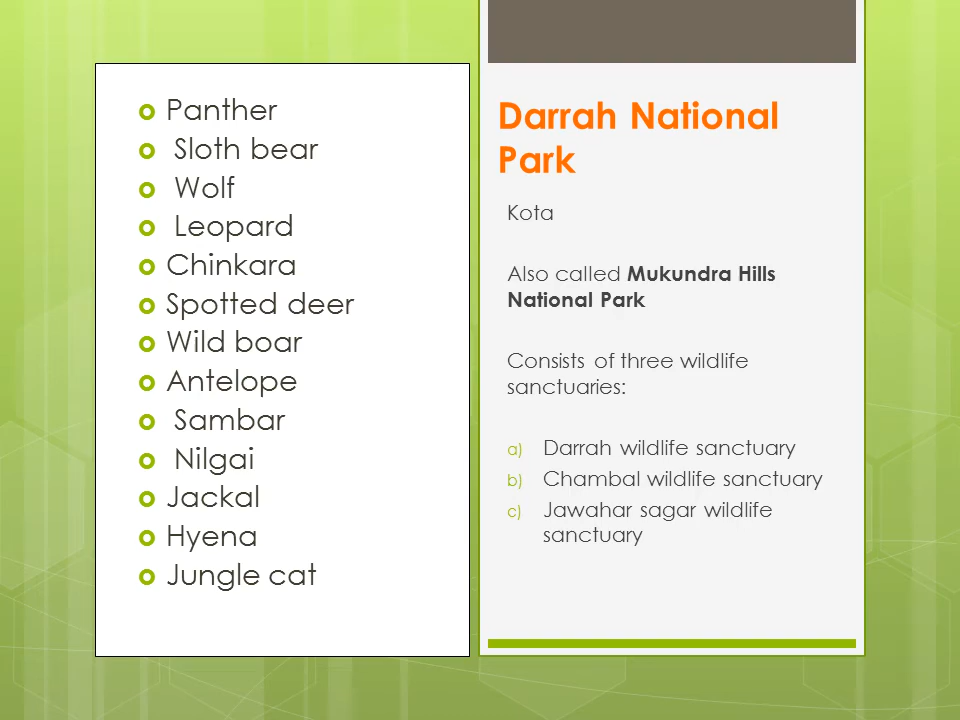 Panther
Sloth bear
Wolf
Leopard
Chinkara
Spotted deer
Wild boar
Antelope
Sambar
Nilgai
Jackal
Hyena
Jungle cat
Darrah National
Park
Kota
Also called Mukundra Hills
National Park
Consists of three wildlife
sanctuaries:
a) Darrah wildlife sanctuary
b) Chambal wildlife sanctuary
c) Jawahar sagar wildlife
sanctuary